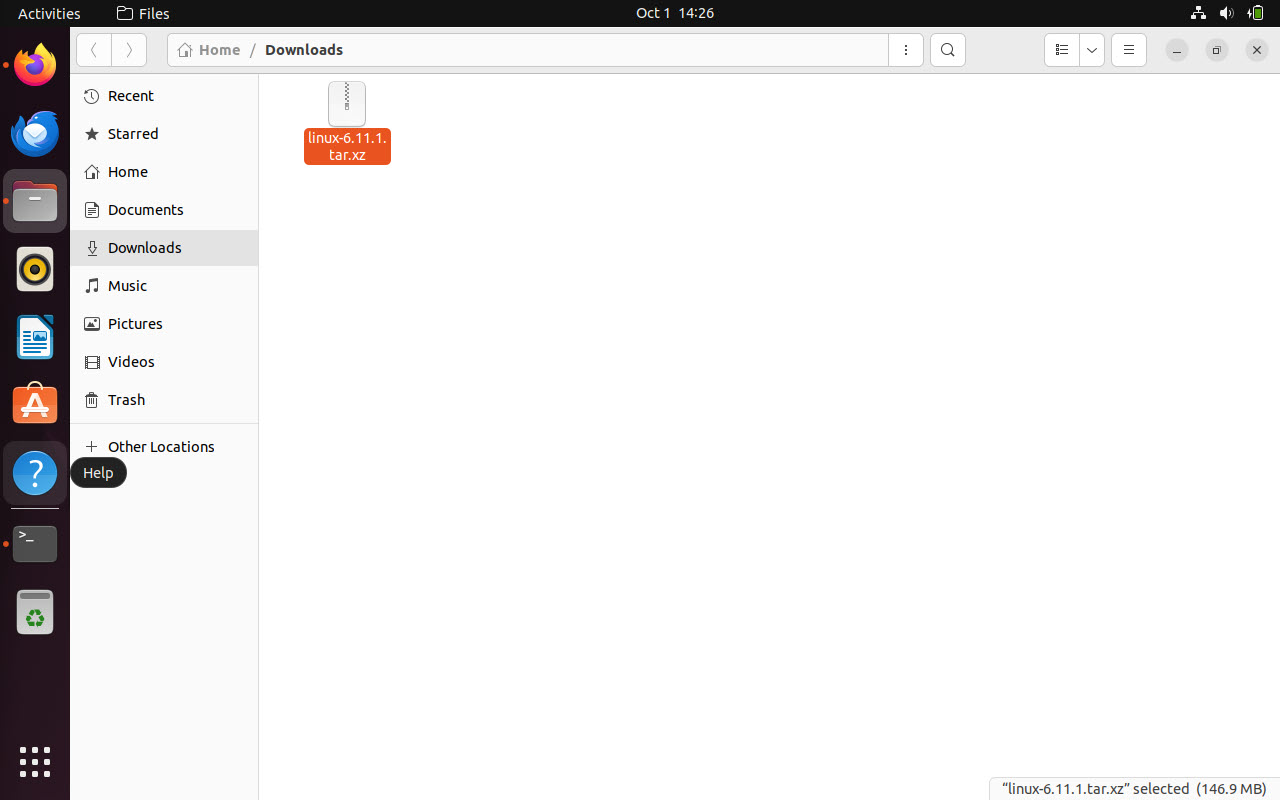 Activities
Files
Oct 1 14:26
Home / Downloads
Recent
Starred
Home
Documents
Downloads
Music
Pictures
Videos
Trash
Other Locations
Help
linux-6.11.1.
tar.xz
>_
“linux-6.11.1.tar.xz” selected (146.9 MB)